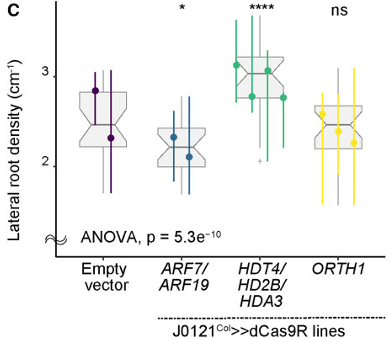 C
* **** ns
Lateral root density (cm⁻¹)
3
2
ANOVA, p = 5.3e⁻¹⁰
Empty vector
ARF7/ ARF19
HDT4/ HD2B/ HDA3
ORTH1
J0121ᶜᵒˡ>>dCas9R lines